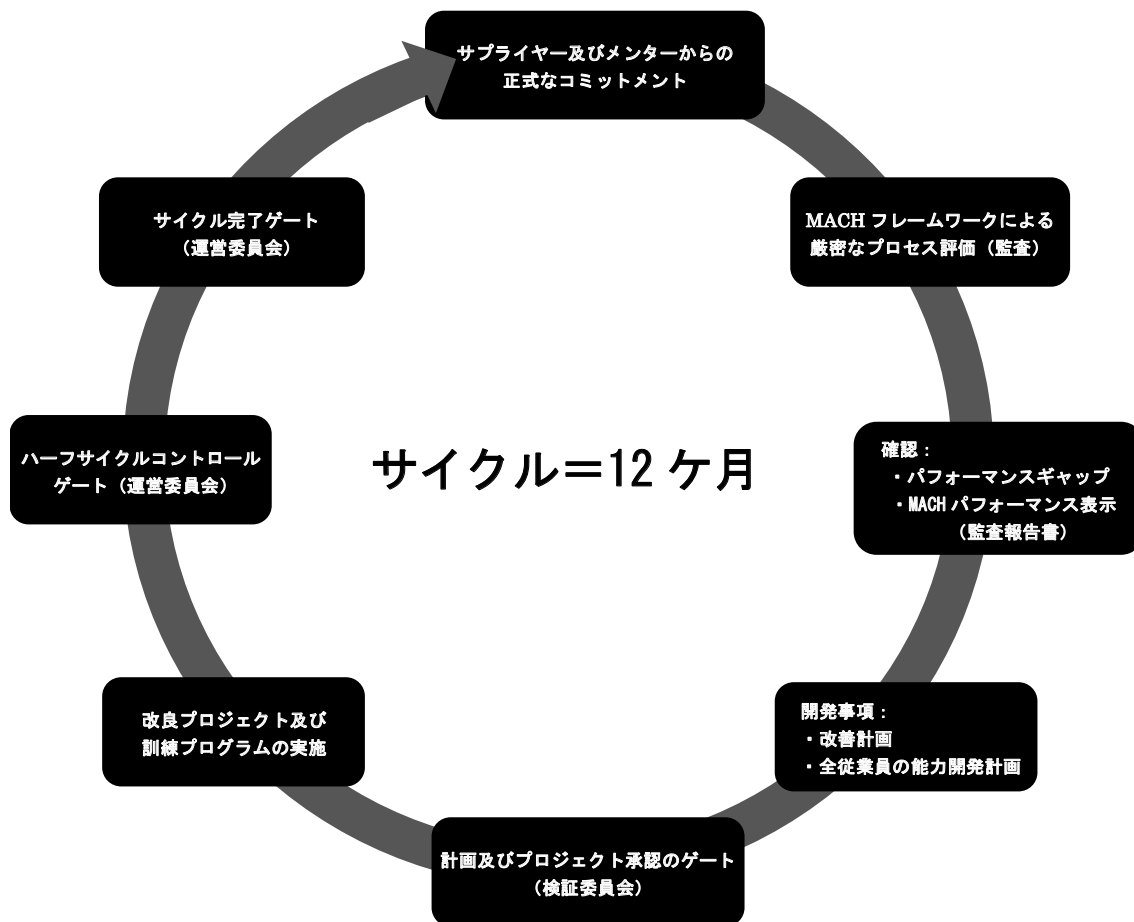 サプライヤー及びメンターからの
正式なコミットメント
MACH フレームワークによる
厳密なプロセス評価（監査）
確認：
・パフォーマンスギャップ
・MACH パフォーマンス表示
（監査報告書）
開発事項：
・改善計画
・全従業員の能力開発計画
計画及びプロジェクト承認のゲート
（検証委員会）
改良プロジェクト及び
訓練プログラムの実施
ハーフサイクルコントロール
ゲート（運営委員会）
サイクル完了ゲート
（運営委員会）
サイクル＝12 ケ月